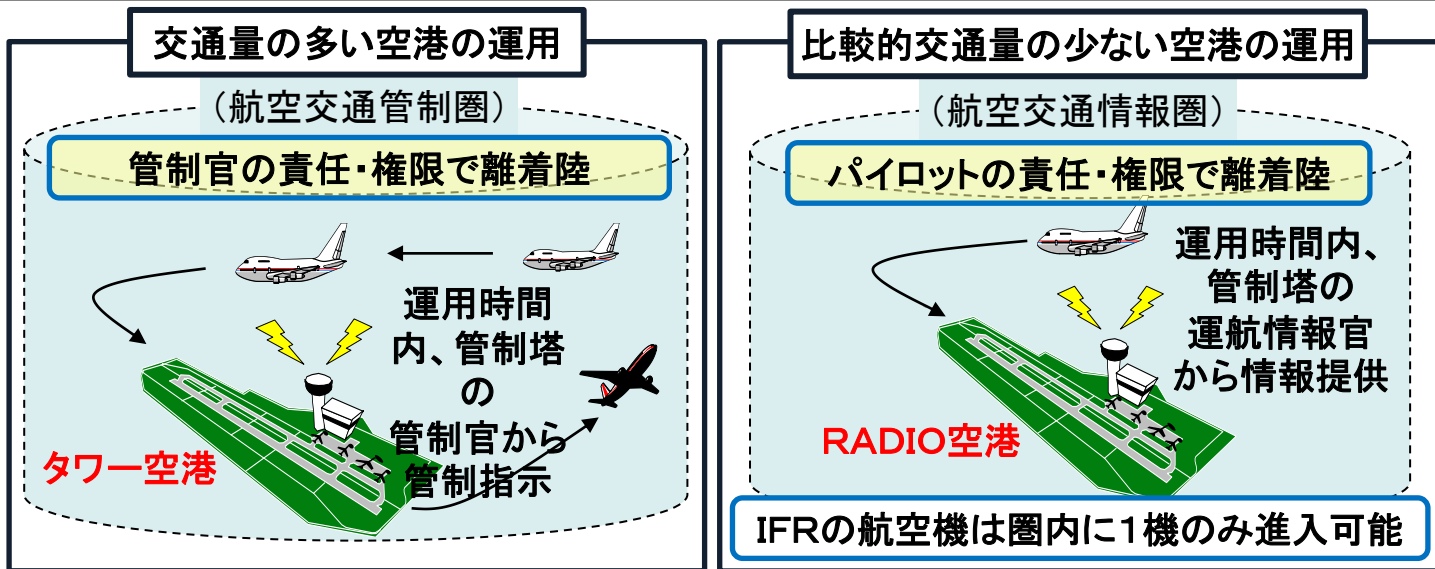 交通量の多い空港の運用
（航空交通管制圏）
管制官の責任・権限で離着陸
運用時間
内、管制塔
の
管制官から
管制指示
タワー空港
比較的交通量の少ない空港の運用
（航空交通情報圏）
パイロットの責任・権限で離着陸
運用時間内、
管制塔の
運航情報官
から情報提供
RADIO空港
IFRの航空機は圏内に１機のみ進入可能